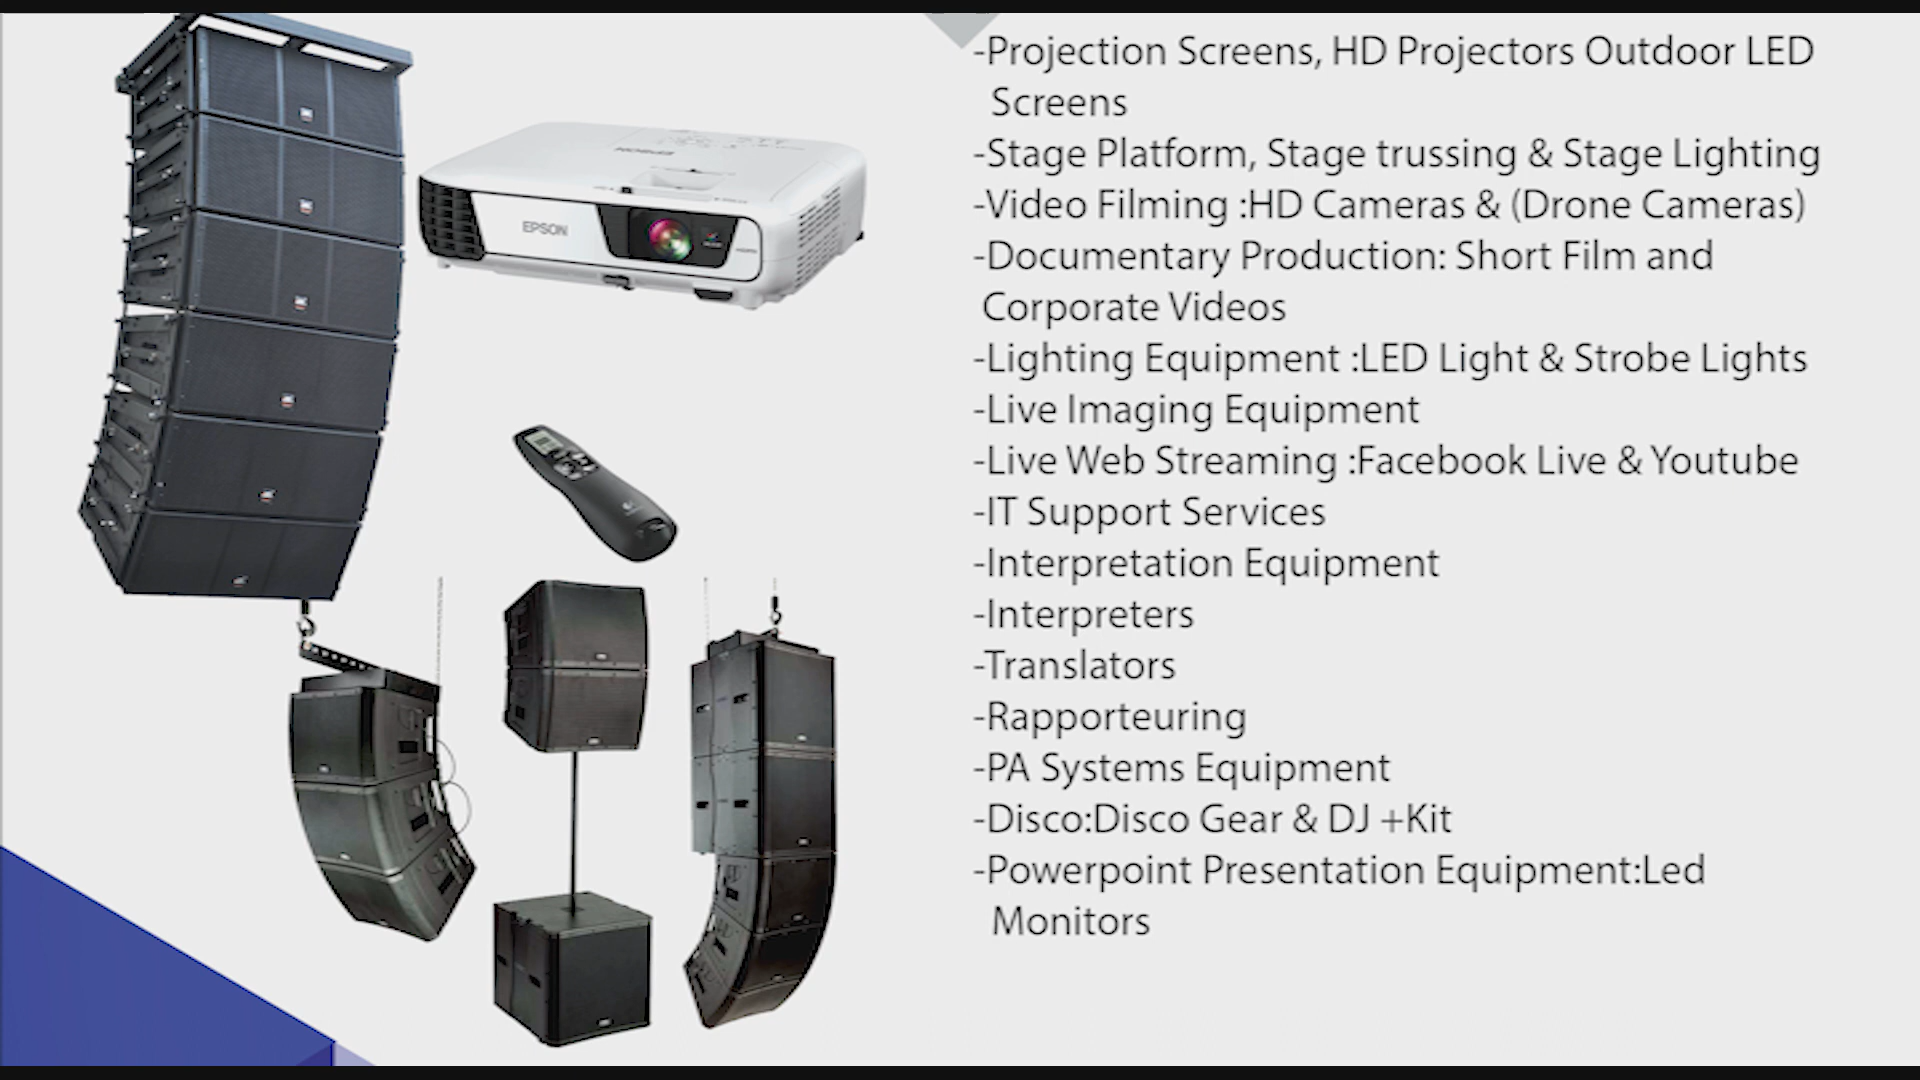 -Projection Screens, HD Projectors Outdoor LED
Screens
-Stage Platform, Stage trussing & Stage Lighting
-Video Filming :HD Cameras & (Drone Cameras)
-Documentary Production: Short Film and
Corporate Videos
-Lighting Equipment :LED Light & Strobe Lights
-Live Imaging Equipment
-Live Web Streaming :Facebook Live & Youtube
-IT Support Services
-Interpretation Equipment
-Interpreters
-Translators
-Rapporteuring
-PA Systems Equipment
-Disco:Disco Gear & DJ +Kit
-Powerpoint Presentation Equipment:Led
Monitors
EPSON
EPSON